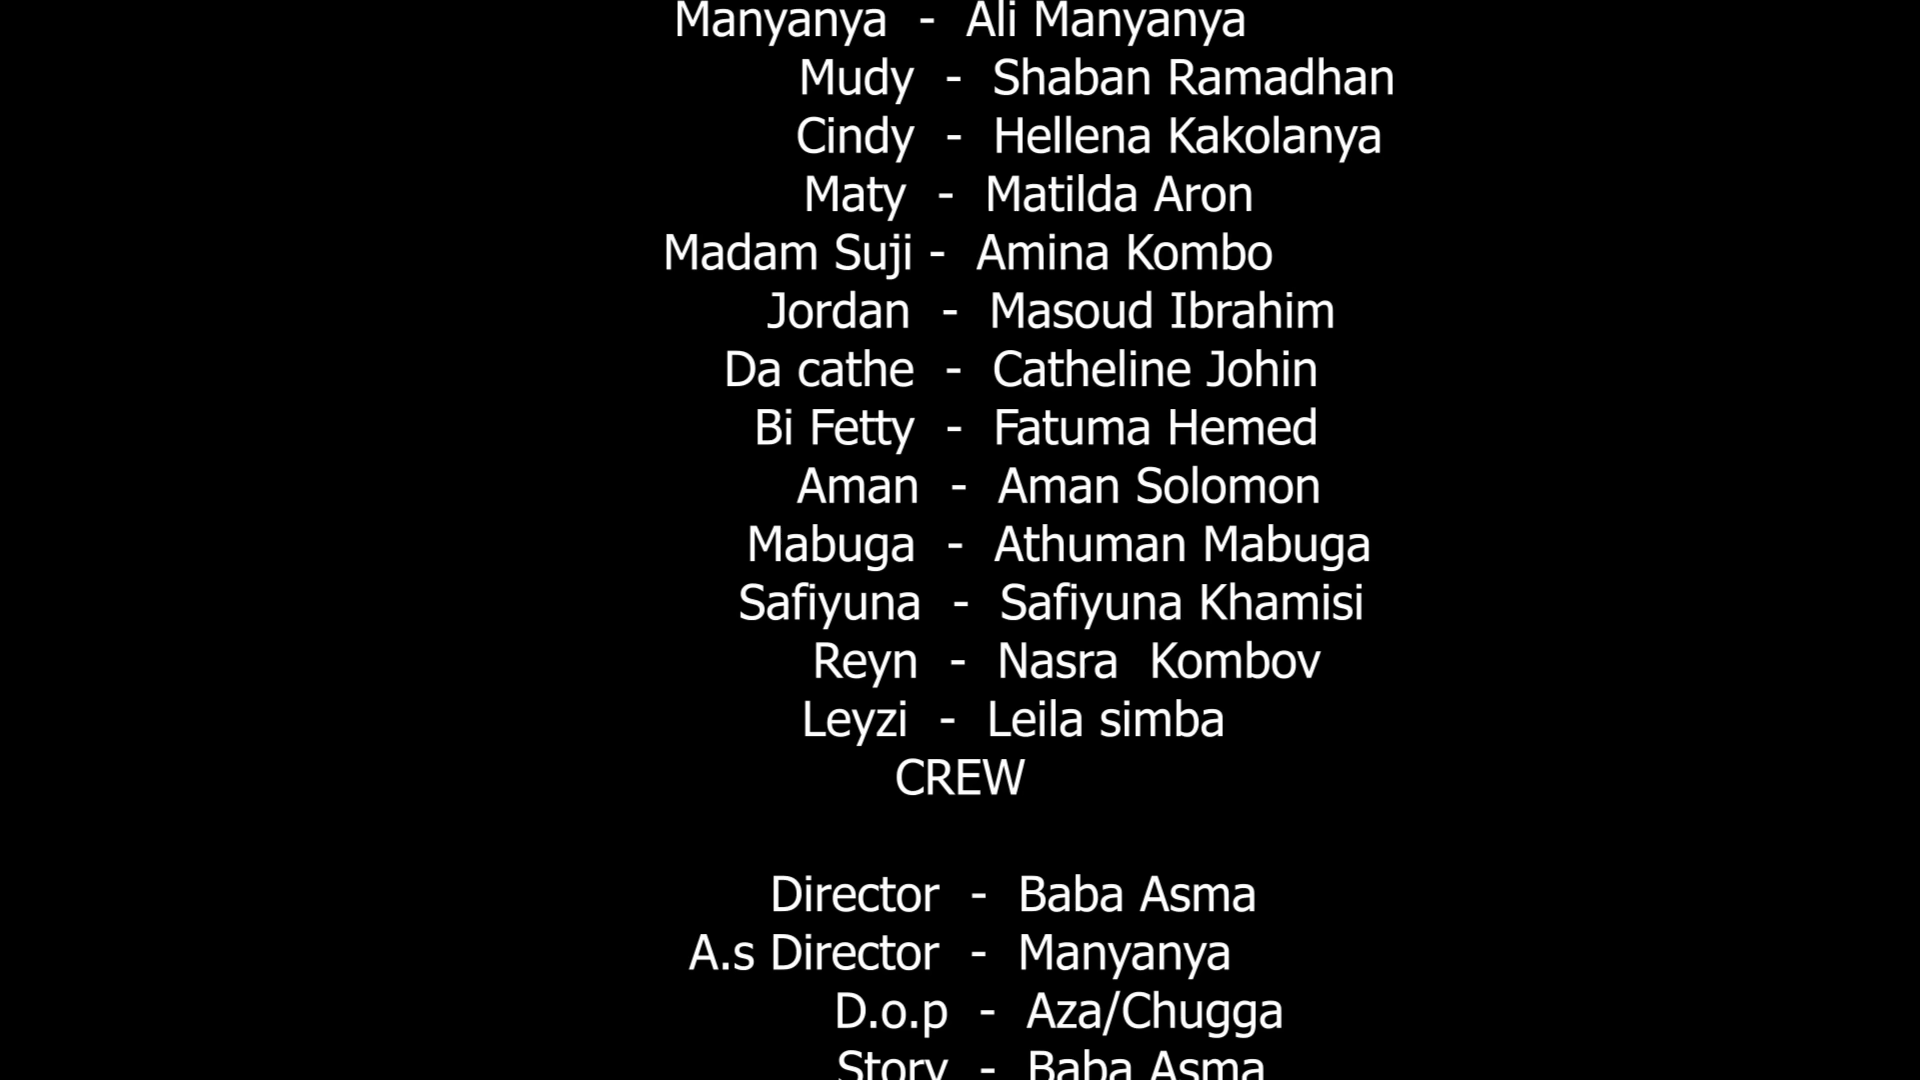 Manyanya - Ali Manyanya
Mudy - Shaban Ramadhan
Cindy - Hellena Kakolanya
Maty - Matilda Aron
Madam Suji - Amina Kombo
Jordan - Masoud Ibrahim
Da cathe - Catheline Johin
Bi Fetty - Fatuma Hemed
Aman - Aman Solomon
Mabuga - Athuman Mabuga
Safiyuna - Safiyuna Khamisi
Reyn - Nasra Kombov
Leyzi - Leila simba
CREW
Director - Baba Asma
A.s Director - Manyanya
D.o.p - Aza/Chugga
Story - Baba Asma